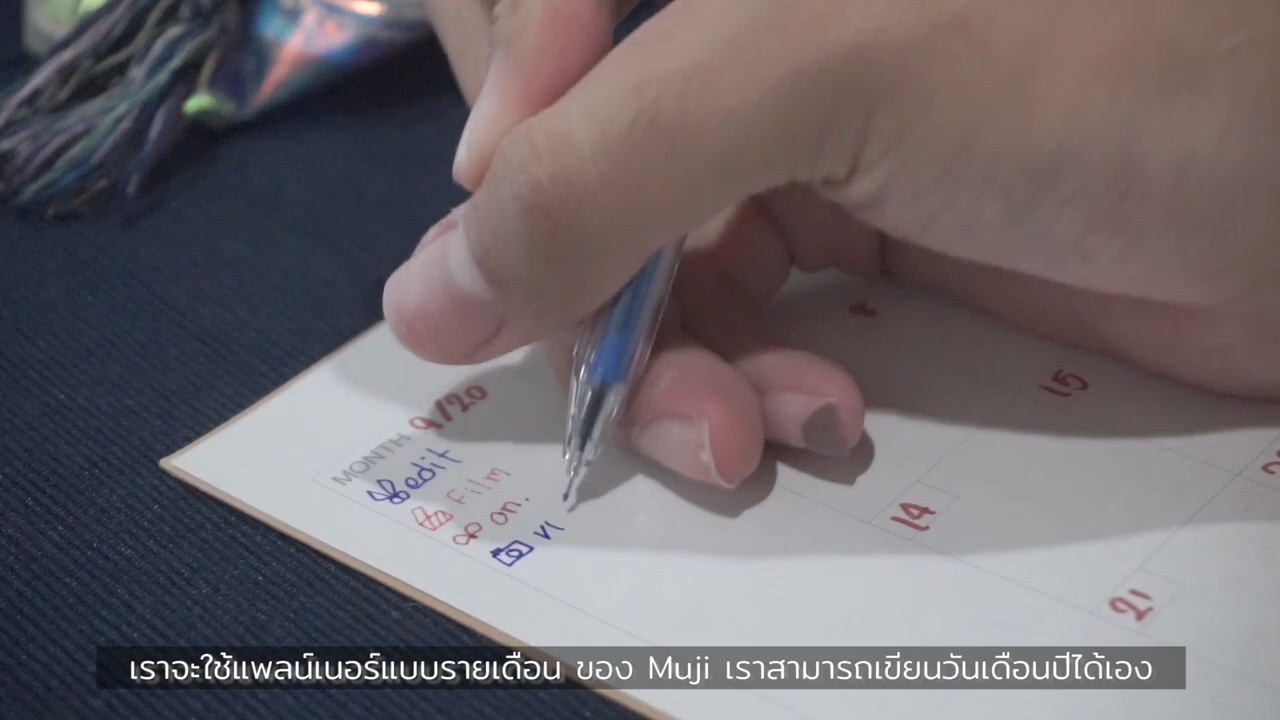 MONTH 9/20
edit
Film
on.
VI
15
14
21
เราจะใช้แพลน์เนอร์แบบรายเดือน ของ Muji เราสามารถเขียนวันเดือนปีได้เอง